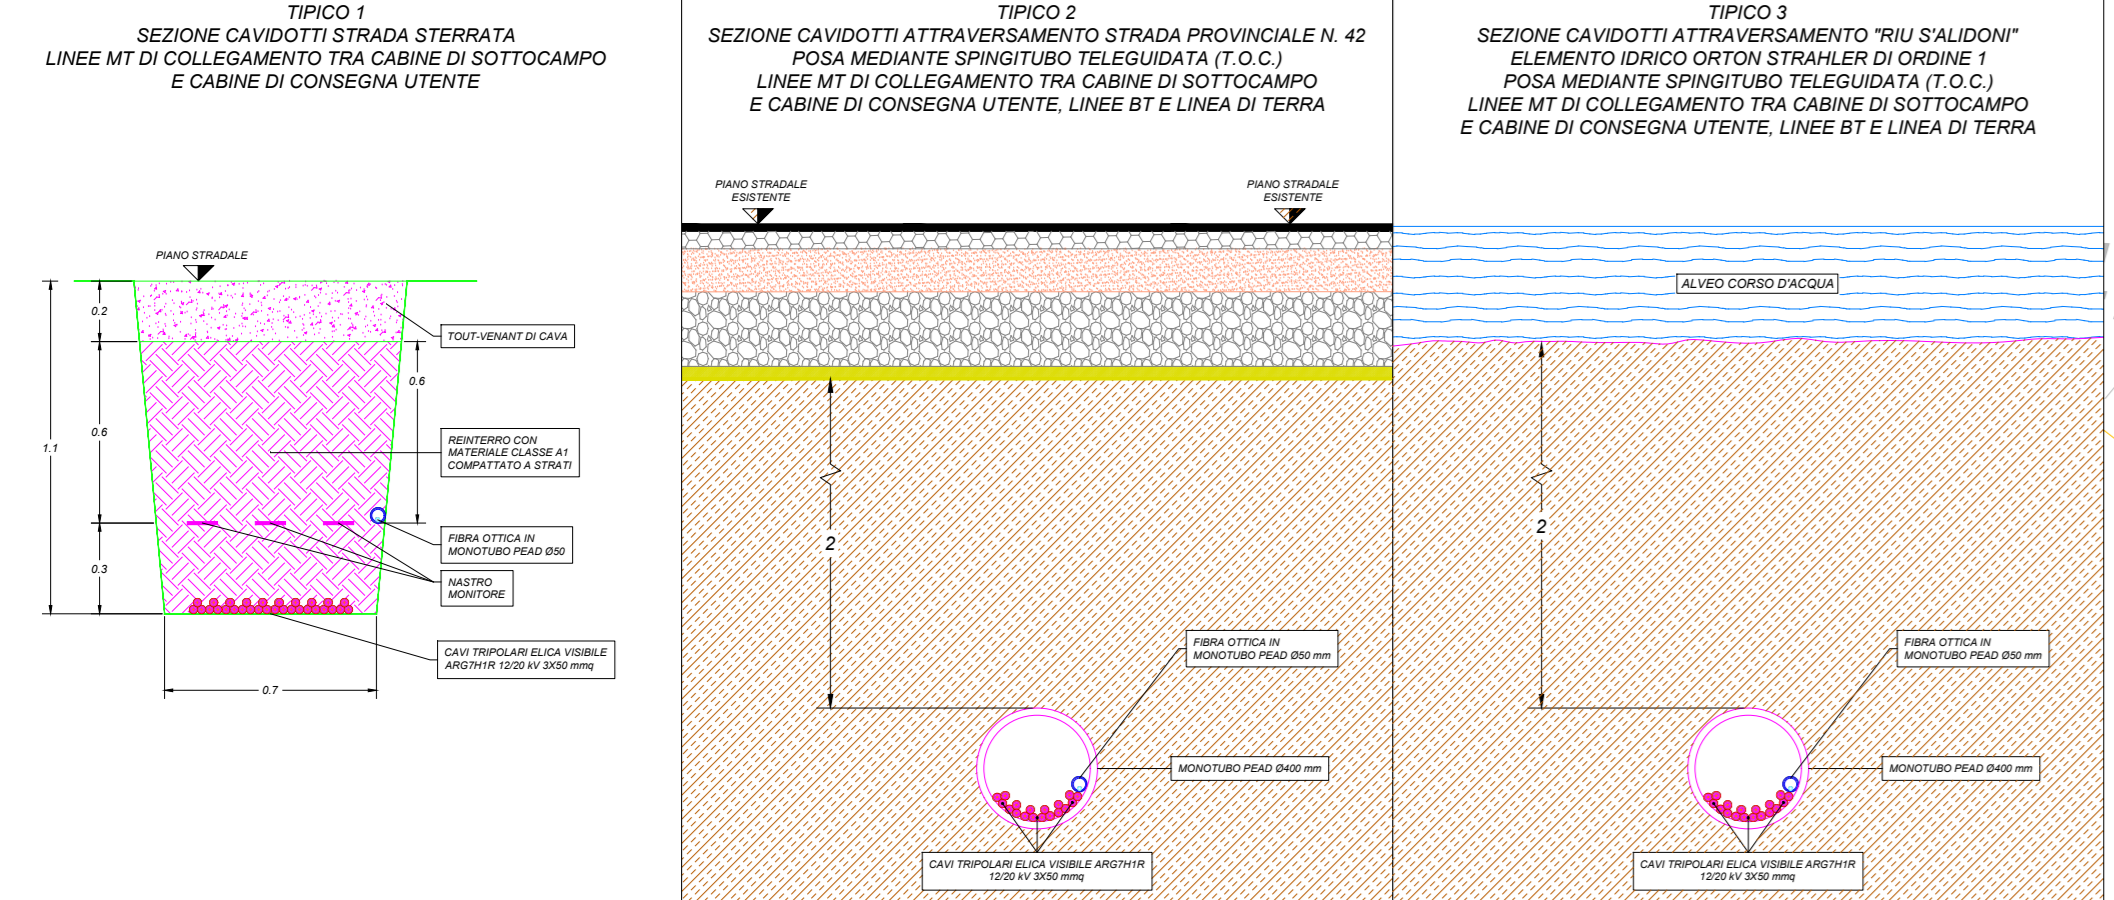 TIPICO 1
SEZIONE CAVIDOTTI STRADA STERRATA
LINEE MT DI COLLEGAMENTO TRA CABINE DI SOTTOCAMPO
E CABINE DI CONSEGNA UTENTE
PIANO STRADALE
0.2
TOUT-VENANT DI CAVA
0.6
0.6
1.1
REINTERRO CON
MATERIALE CLASSE A1
COMPATTATO A STRATI
FIBRA OTTICA IN
MONOTUBO PEAD Ø50
0.3
NASTRO
MONITORE
CAVI TRIPOLARI ELICA VISIBILE
ARG7H1R 12/20 kV 3X50 mmq
0.7
TIPICO 2
SEZIONE CAVIDOTTI ATTRAVERSAMENTO STRADA PROVINCIALE N. 42
POSA MEDIANTE SPINGITUBO TELEGUIDATA (T.O.C.)
LINEE MT DI COLLEGAMENTO TRA CABINE DI SOTTOCAMPO
E CABINE DI CONSEGNA UTENTE, LINEE BT E LINEA DI TERRA
PIANO STRADALE
ESISTENTE
PIANO STRADALE
ESISTENTE
2
FIBRA OTTICA IN
MONOTUBO PEAD Ø50 mm
MONOTUBO PEAD Ø400 mm
CAVI TRIPOLARI ELICA VISIBILE ARG7H1R
12/20 kV 3X50 mmq
TIPICO 3
SEZIONE CAVIDOTTI ATTRAVERSAMENTO "RIU S'ALIDONI"
ELEMENTO IDRICO ORTON STRAHLER DI ORDINE 1
POSA MEDIANTE SPINGITUBO TELEGUIDATA (T.O.C.)
LINEE MT DI COLLEGAMENTO TRA CABINE DI SOTTOCAMPO
E CABINE DI CONSEGNA UTENTE, LINEE BT E LINEA DI TERRA
ALVEO CORSO D'ACQUA
2
FIBRA OTTICA IN
MONOTUBO PEAD Ø50 mm
MONOTUBO PEAD Ø400 mm
CAVI TRIPOLARI ELICA VISIBILE ARG7H1R
12/20 kV 3X50 mmq